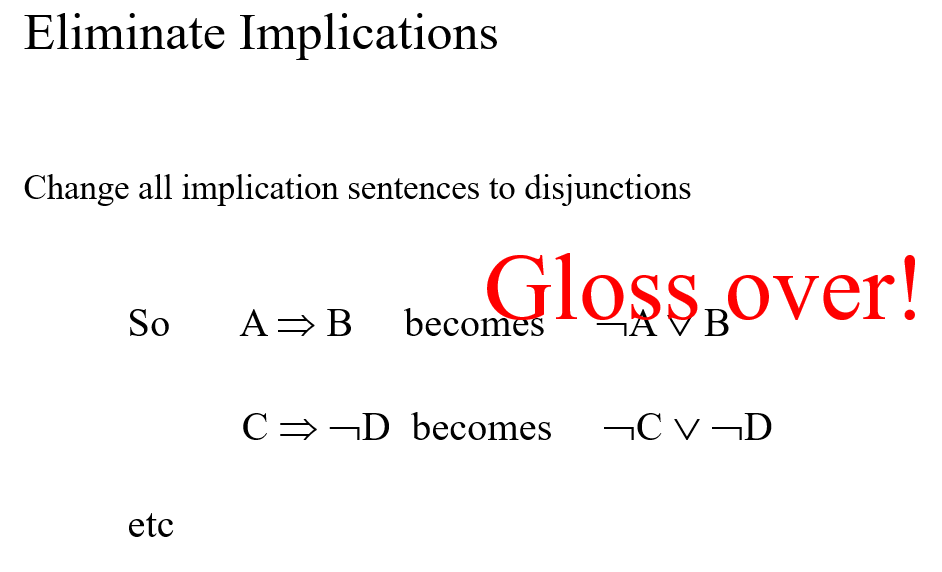 Eliminate Implications
Change all implication sentences to disjunctions
Gloss over!
So A ⇒ B becomes ¬A ∨ B
C ⇒ ¬D becomes ¬C ∨ ¬D
etc